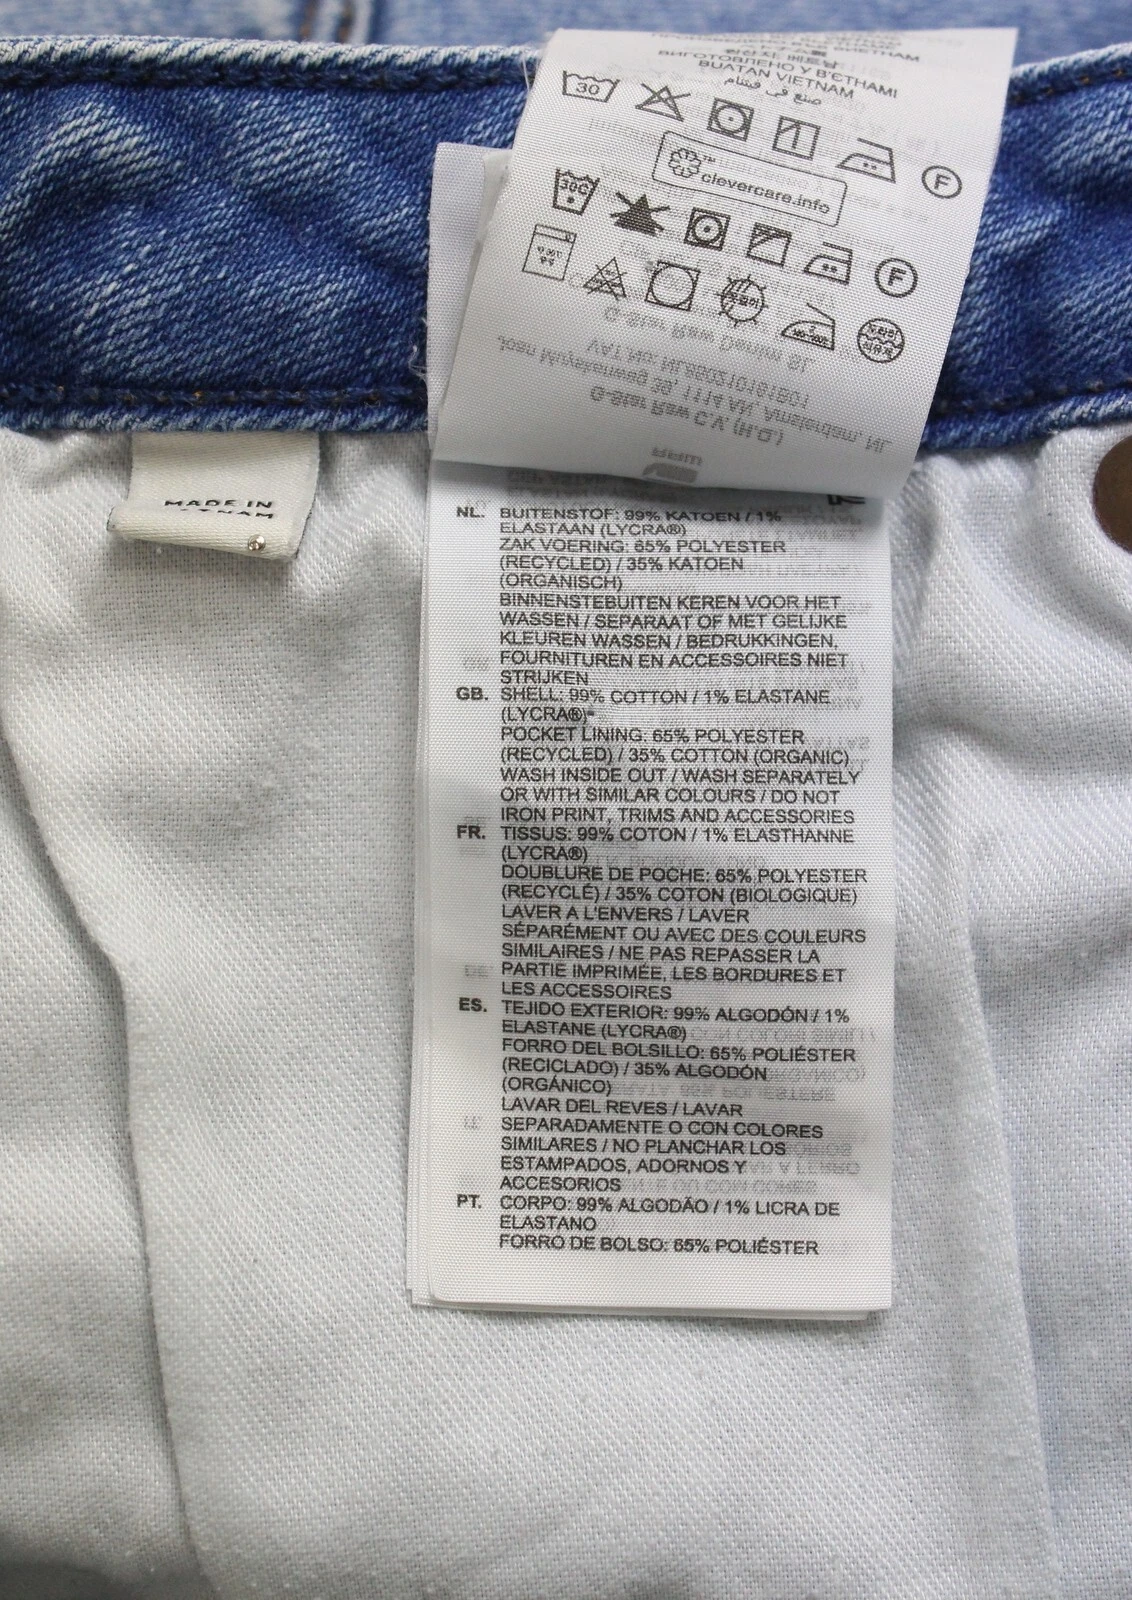 ВИГОТОВЛЕНО У В'ЄТНАМІ
BUATAN VIETNAM
صنع في فيتنام
30
F
™
clevercare.info
30C
F
MADE IN
NL. BUITENSTOF: 99% KATOEN / 1%
ELASTAAN (LYCRA®)
ZAK VOERING: 65% POLYESTER
(RECYCLED) / 35% KATOEN
(ORGANISCH)
BINNENSTEBUITEN KEREN VOOR HET
WASSEN / SEPARAAT OF MET GELIJKE
KLEUREN WASSEN / BEDRUKKINGEN,
FOURNITUREN EN ACCESSOIRES NIET
STRIJKEN
GB. SHELL: 99% COTTON / 1% ELASTANE
(LYCRA®)
POCKET LINING: 65% POLYESTER
(RECYCLED) / 35% COTTON (ORGANIC)
WASH INSIDE OUT / WASH SEPARATELY
OR WITH SIMILAR COLOURS / DO NOT
IRON PRINT, TRIMS AND ACCESSORIES
FR. TISSUS: 99% COTON / 1% ELASTHANNE
(LYCRA®)
DOUBLURE DE POCHE: 65% POLYESTER
(RECYCLÉ) / 35% COTON (BIOLOGIQUE)
LAVER A L'ENVERS / LAVER
SÉPARÉMENT OU AVEC DES COULEURS
SIMILAIRES / NE PAS REPASSER LA
PARTIE IMPRIMÉE, LES BORDURES ET
LES ACCESSOIRES
ES. TEJIDO EXTERIOR: 99% ALGODÓN / 1%
ELASTANE (LYCRA®)
FORRO DEL BOLSILLO: 65% POLIÉSTER
(RECICLADO) / 35% ALGODÓN
(ORGÁNICO)
LAVAR DEL REVES / LAVAR
SEPARADAMENTE O CON COLORES
SIMILARES / NO PLANCHAR LOS
ESTAMPADOS, ADORNOS Y
ACCESORIOS
PT. CORPO: 99% ALGODÃO / 1% LICRA DE
ELASTANO
FORRO DE BOLSO: 65% POLIÉSTER